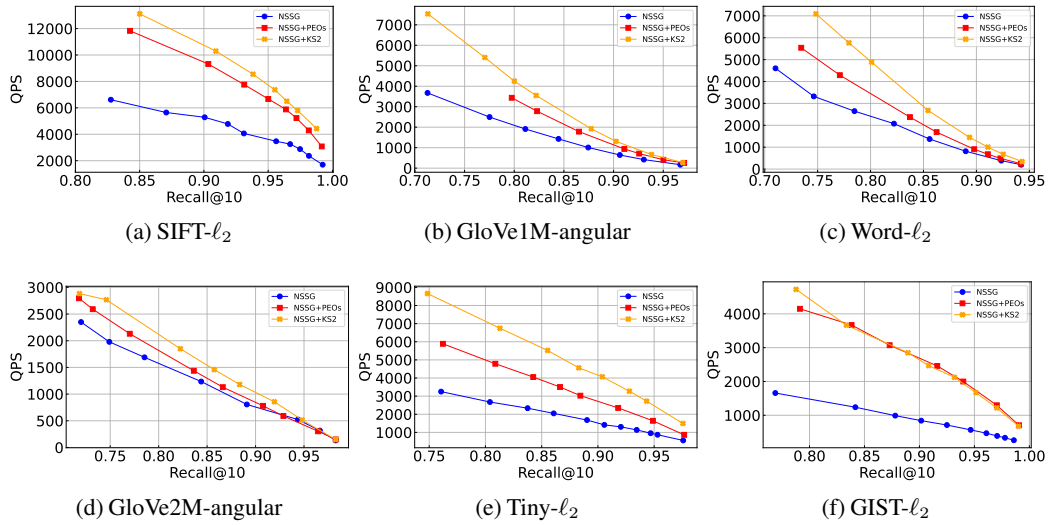 NSSG
NSSG+PEOs
NSSG+KS2
QPS
12000
10000
8000
6000
4000
2000
0.80 0.85 0.90 0.95 1.00
Recall@10
(a) SIFT-ℓ2
NSSG
NSSG+PEOs
NSSG+KS2
QPS
7000
6000
5000
4000
3000
2000
1000
0
0.70 0.75 0.80 0.85 0.90 0.95
Recall@10
(b) GloVe1M-angular
NSSG
NSSG+PEOs
NSSG+KS2
QPS
7000
6000
5000
4000
3000
2000
1000
0
0.70 0.75 0.80 0.85 0.90 0.95
Recall@10
(c) Word-ℓ2
NSSG
NSSG+PEOs
NSSG+KS2
QPS
3000
2500
2000
1500
1000
500
0
0.75 0.80 0.85 0.90 0.95
Recall@10
(d) GloVe2M-angular
NSSG
NSSG+PEOs
NSSG+KS2
QPS
9000
8000
7000
6000
5000
4000
3000
2000
1000
0.75 0.80 0.85 0.90 0.95
Recall@10
(e) Tiny-ℓ2
NSSG
NSSG+PEOs
NSSG+KS2
QPS
4000
3000
2000
1000
0.80 0.85 0.90 0.95 1.00
Recall@10
(f) GIST-ℓ2